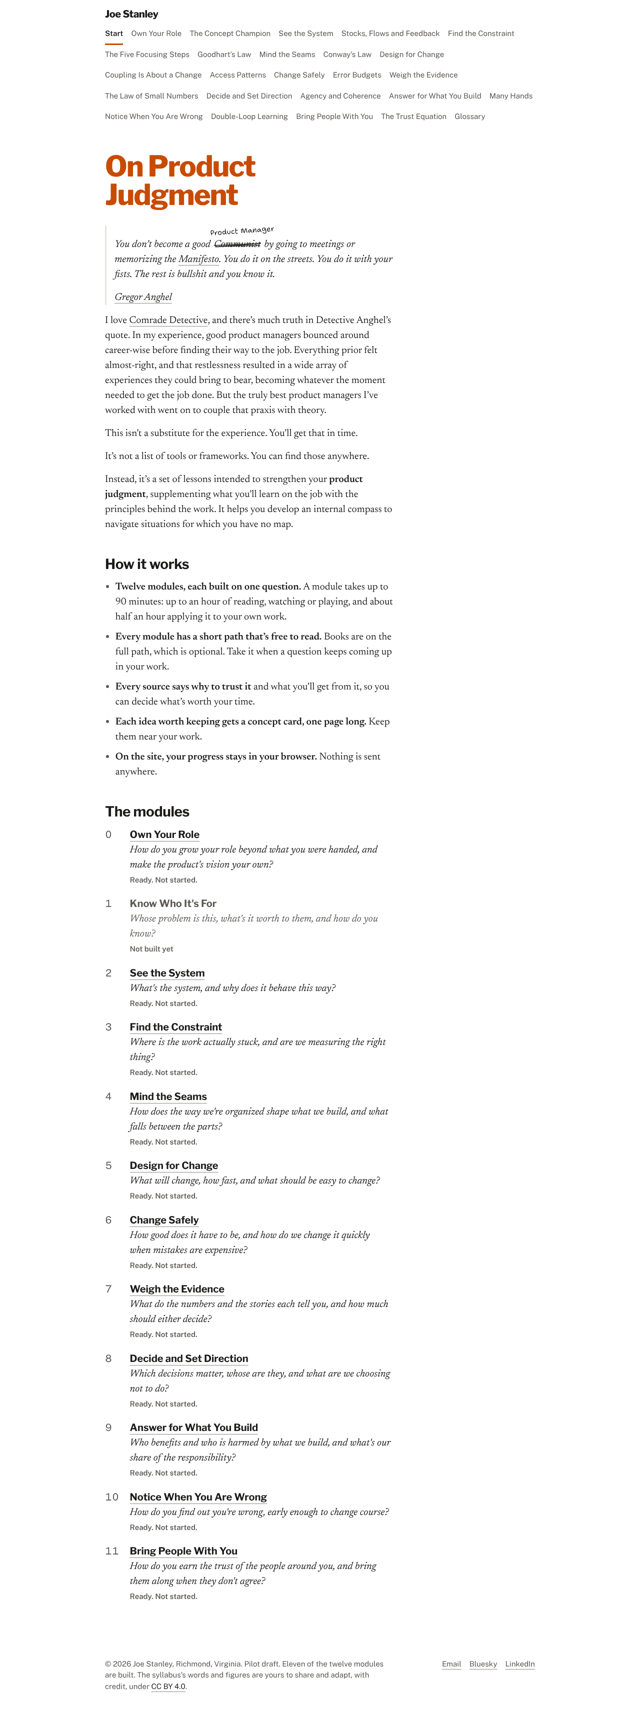 Joe Stanley
Start Own Your Role The Concept Champion See the System Stocks, Flows and Feedback Find the Constraint
The Five Focusing Steps Goodhart's Law Mind the Seams Conway's Law Design for Change
Coupling Is About a Change Access Patterns Change Safely Error Budgets Weigh the Evidence
The Law of Small Numbers Decide and Set Direction Agency and Coherence Answer for What You Build Many Hands
Notice When You Are Wrong Double-Loop Learning Bring People With You The Trust Equation Glossary
On Product
Judgment
Product Manager
You don't become a good Communist by going to meetings or
memorizing the Manifesto. You do it on the streets. You do it with your
fists. The rest is bullshit and you know it.
Gregor Anghel
I love Comrade Detective, and there's much truth in Detective Anghel's
quote. In my experience, good product managers bounced around
career-wise before finding their way to the job. Everything prior felt
almost-right, and that restlessness resulted in a wide array of
experiences they could bring to bear, becoming whatever the moment
needed to get the job done. But the truly best product managers I've
worked with went on to couple that praxis with theory.
This isn't a substitute for the experience. You'll get that in time.
It's not a list of tools or frameworks. You can find those anywhere.
Instead, it's a set of lessons intended to strengthen your product
judgment, supplementing what you'll learn on the job with the
principles behind the work. It helps you develop an internal compass to
navigate situations for which you have no map.
How it works
Twelve modules, each built on one question. A module takes up to
90 minutes: up to an hour of reading, watching or playing, and about
half an hour applying it to your own work.
Every module has a short path that's free to read. Books are on the
full path, which is optional. Take it when a question keeps coming up
in your work.
Every source says why to trust it and what you'll get from it, so you
can decide what's worth your time.
Each idea worth keeping gets a concept card, one page long. Keep
them near your work.
On the site, your progress stays in your browser. Nothing is sent
anywhere.
The modules
0 Own Your Role
How do you grow your role beyond what you were handed, and
make the product's vision your own?
Ready. Not started.
1 Know Who It's For
Whose problem is this, what's it worth to them, and how do you
know?
Not built yet
2 See the System
What's the system, and why does it behave this way?
Ready. Not started.
3 Find the Constraint
Where is the work actually stuck, and are we measuring the right
thing?
Ready. Not started.
4 Mind the Seams
How does the way we're organized shape what we build, and what
falls between the parts?
Ready. Not started.
5 Design for Change
What will change, how fast, and what should be easy to change?
Ready. Not started.
6 Change Safely
How good does it have to be, and how do we change it quickly
when mistakes are expensive?
Ready. Not started.
7 Weigh the Evidence
What do the numbers and the stories each tell you, and how much
should either decide?
Ready. Not started.
8 Decide and Set Direction
Which decisions matter, whose are they, and what are we choosing
not to do?
Ready. Not started.
9 Answer for What You Build
Who benefits and who is harmed by what we build, and what's our
share of the responsibility?
Ready. Not started.
10 Notice When You Are Wrong
How do you find out you're wrong, early enough to change course?
Ready. Not started.
11 Bring People With You
How do you earn the trust of the people around you, and bring
them along when they don't agree?
Ready. Not started.
© 2026 Joe Stanley, Richmond, Virginia. Pilot draft. Eleven of the twelve modules
are built. The syllabus's words and figures are yours to share and adapt, with
credit, under CC BY 4.0.
Email Bluesky LinkedIn